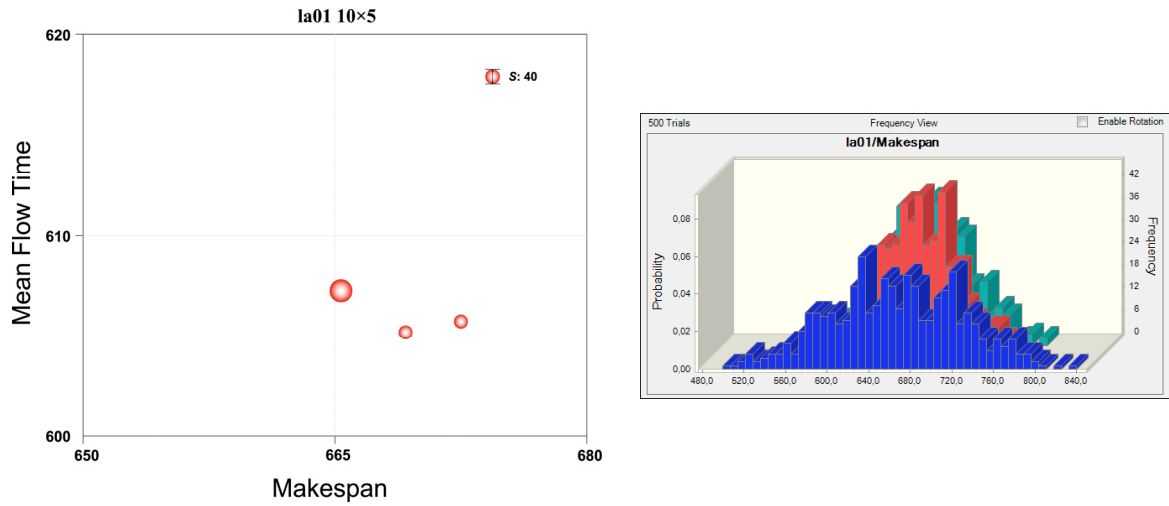 la01 10×5
620
610
600
Mean Flow Time
S: 40
650
665
680
Makespan
500 Trials
Frequency View
Enable Rotation
la01/Makespan
Probability
0,08
0,06
0,04
0,02
0,00
42
36
30
24
18
12
6
0
Frequency
480,0
520,0
560,0
600,0
640,0
680,0
720,0
760,0
800,0
840,0